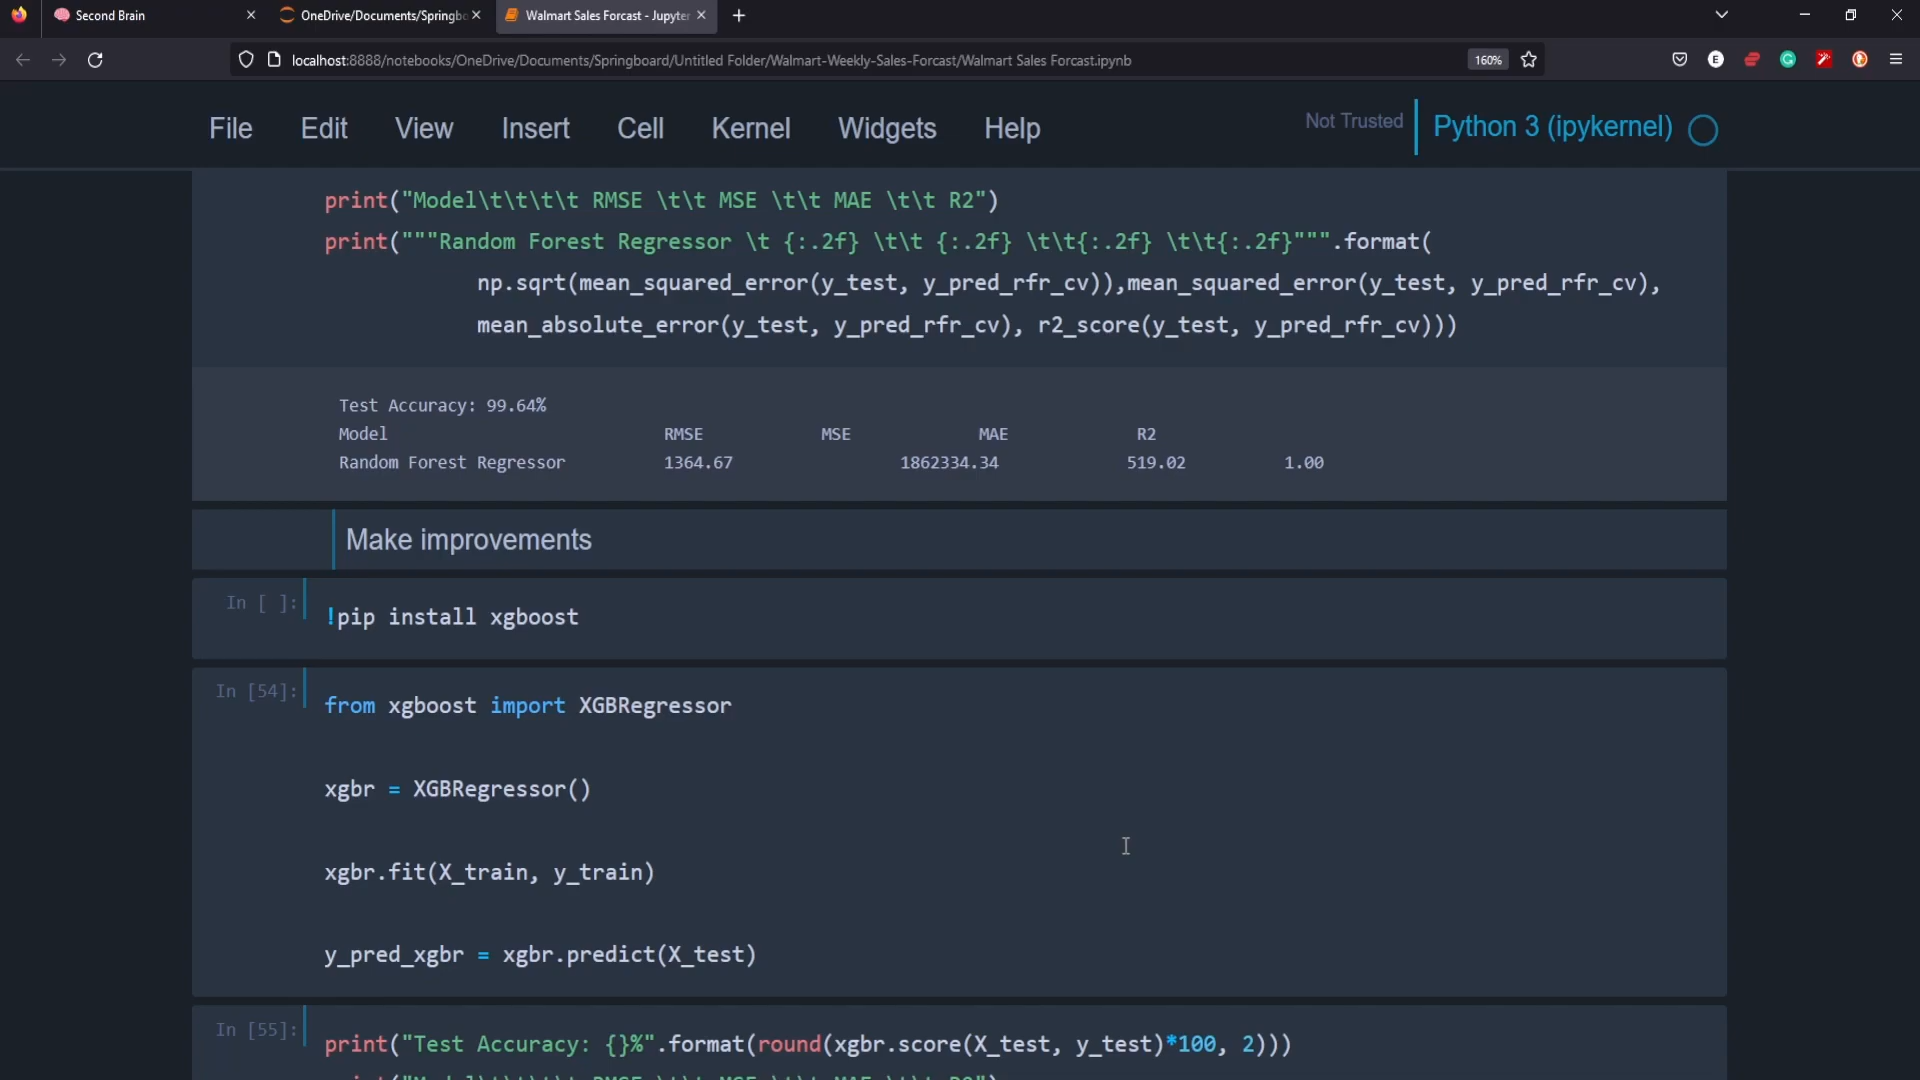 Second Brain
OneDrive/Documents/Springbo
Walmart Sales Forcast - Jupyter
localhost:8888/notebooks/OneDrive/Documents/Springboard/Untitled Folder/Walmart-Weekly-Sales-Forcast/Walmart Sales Forcast.ipynb
160%
E
File Edit View Insert Cell Kernel Widgets Help
Not Trusted
Python 3 (ipykernel)
print("Model\t\t\t\t RMSE \t\t MSE \t\t MAE \t\t R2")
print("""Random Forest Regressor \t {:.2f} \t\t {:.2f} \t\t{:.2f} \t\t{:.2f}""".format(
np.sqrt(mean_squared_error(y_test, y_pred_rfr_cv)),mean_squared_error(y_test, y_pred_rfr_cv),
mean_absolute_error(y_test, y_pred_rfr_cv), r2_score(y_test, y_pred_rfr_cv)))
Test Accuracy: 99.64%
Model RMSE MSE MAE R2
Random Forest Regressor 1364.67 1862334.34 519.02 1.00
Make improvements
In [ ]: !pip install xgboost
In [54]: from xgboost import XGBRegressor
xgbr = XGBRegressor()
xgbr.fit(X_train, y_train)
y_pred_xgbr = xgbr.predict(X_test)
In [55]: print("Test Accuracy: {}%".format(round(xgbr.score(X_test, y_test)*100, 2)))